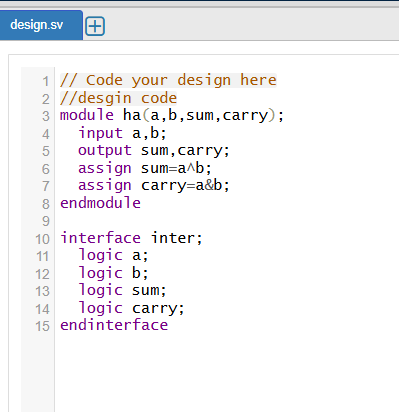 design.sv
1 // Code your design here
2 //desgin code
3 module ha(a,b,sum,carry);
4 input a,b;
5 output sum,carry;
6 assign sum=a^b;
7 assign carry=a&b;
8 endmodule
9
10 interface inter;
11 logic a;
12 logic b;
13 logic sum;
14 logic carry;
15 endinterface